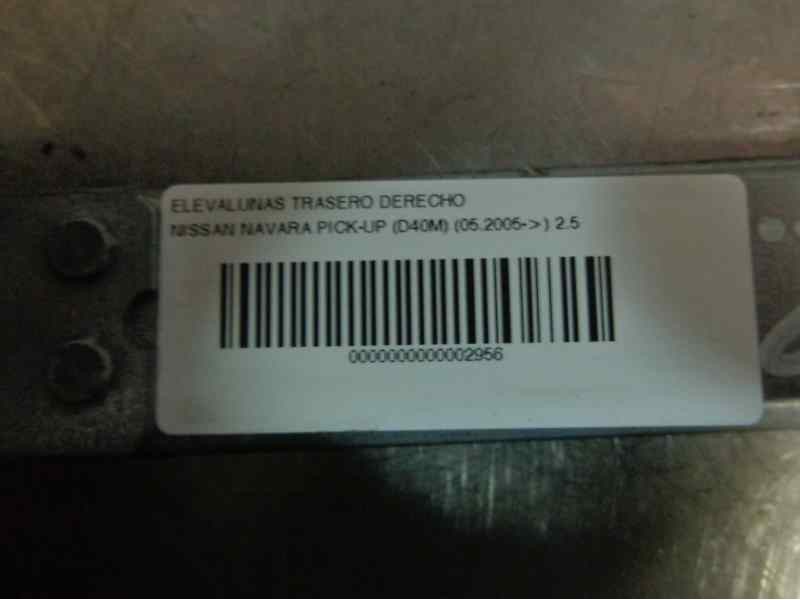 ELEVALUNAS TRASERO DERECHO
NISSAN NAVARA PICK-UP (D40M) (05.2005->) 2.5
0000000000002956